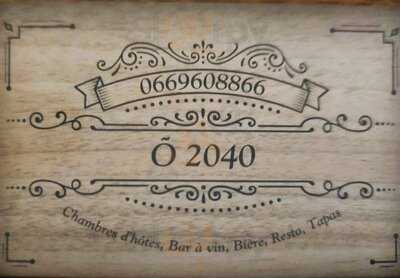 0669608866
Õ 2040
Chambres d'hôtes, Bar à vin, Bière, Resto, Tapas